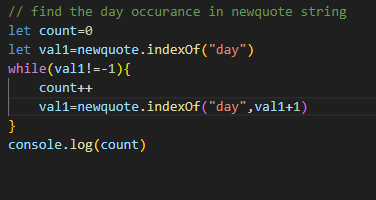 // find the day occurance in newquote string
let count=0
let val1=newquote.indexOf("day")
while(val1!=-1){
    count++
    val1=newquote.indexOf("day",val1+1)
}
console.log(count)